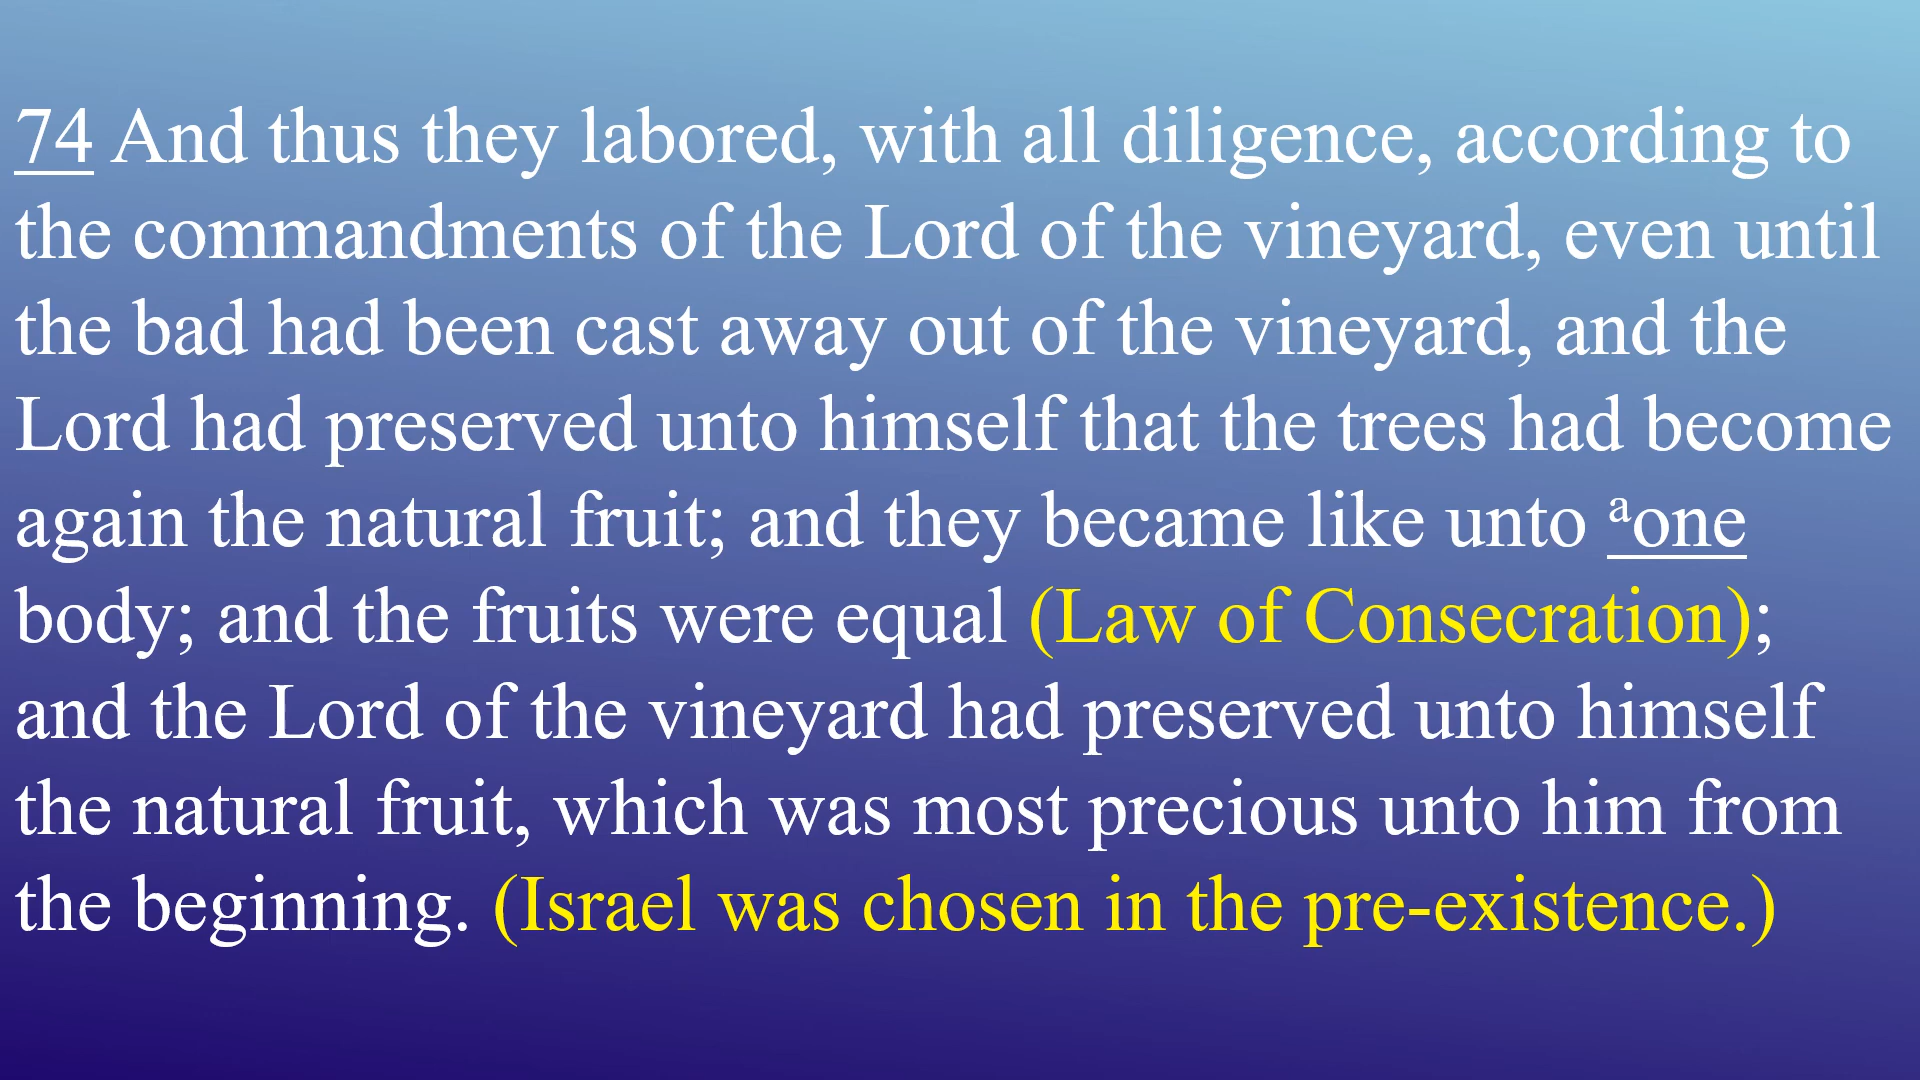 74 And thus they labored, with all diligence, according to
the commandments of the Lord of the vineyard, even until
the bad had been cast away out of the vineyard, and the
Lord had preserved unto himself that the trees had become
again the natural fruit; and they became like unto aone
body; and the fruits were equal (Law of Consecration);
and the Lord of the vineyard had preserved unto himself
the natural fruit, which was most precious unto him from
the beginning. (Israel was chosen in the pre-existence.)